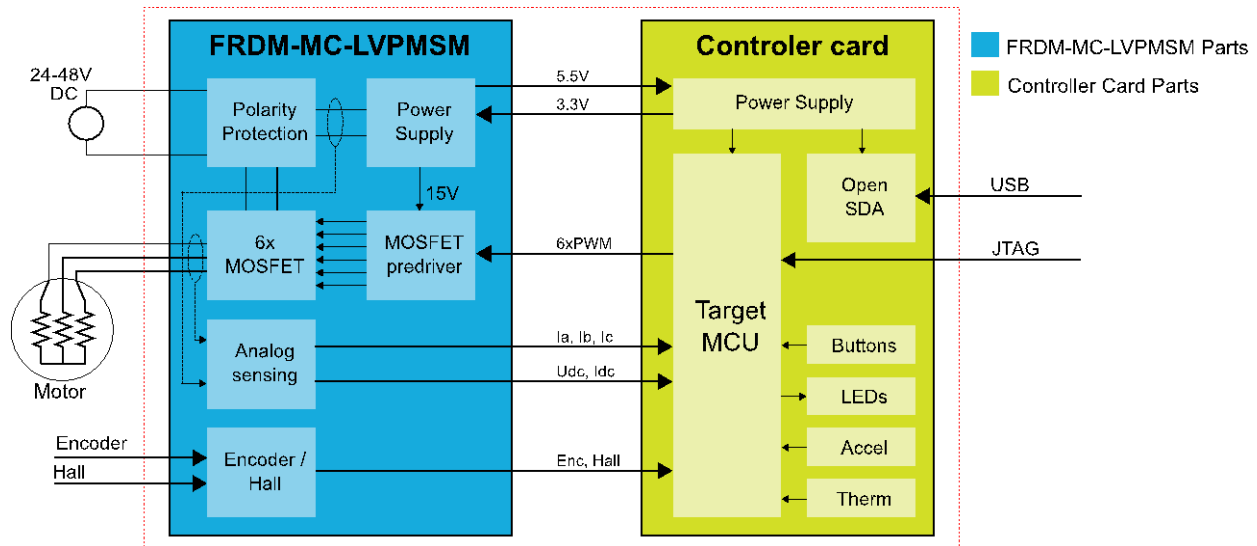 FRDM-MC-LVPMSM
Controler card
FRDM-MC-LVPMSM Parts
Controller Card Parts
24-48V
DC
Polarity
Protection
Power
Supply
5.5V
3.3V
Power Supply
15V
Open
SDA
USB
6x
MOSFET
MOSFET
predriver
6xPWM
JTAG
Target
MCU
Motor
Analog
sensing
Ia, Ib, Ic
Udc, Idc
Buttons
LEDs
Encoder
Hall
Encoder /
Hall
Enc, Hall
Accel
Therm